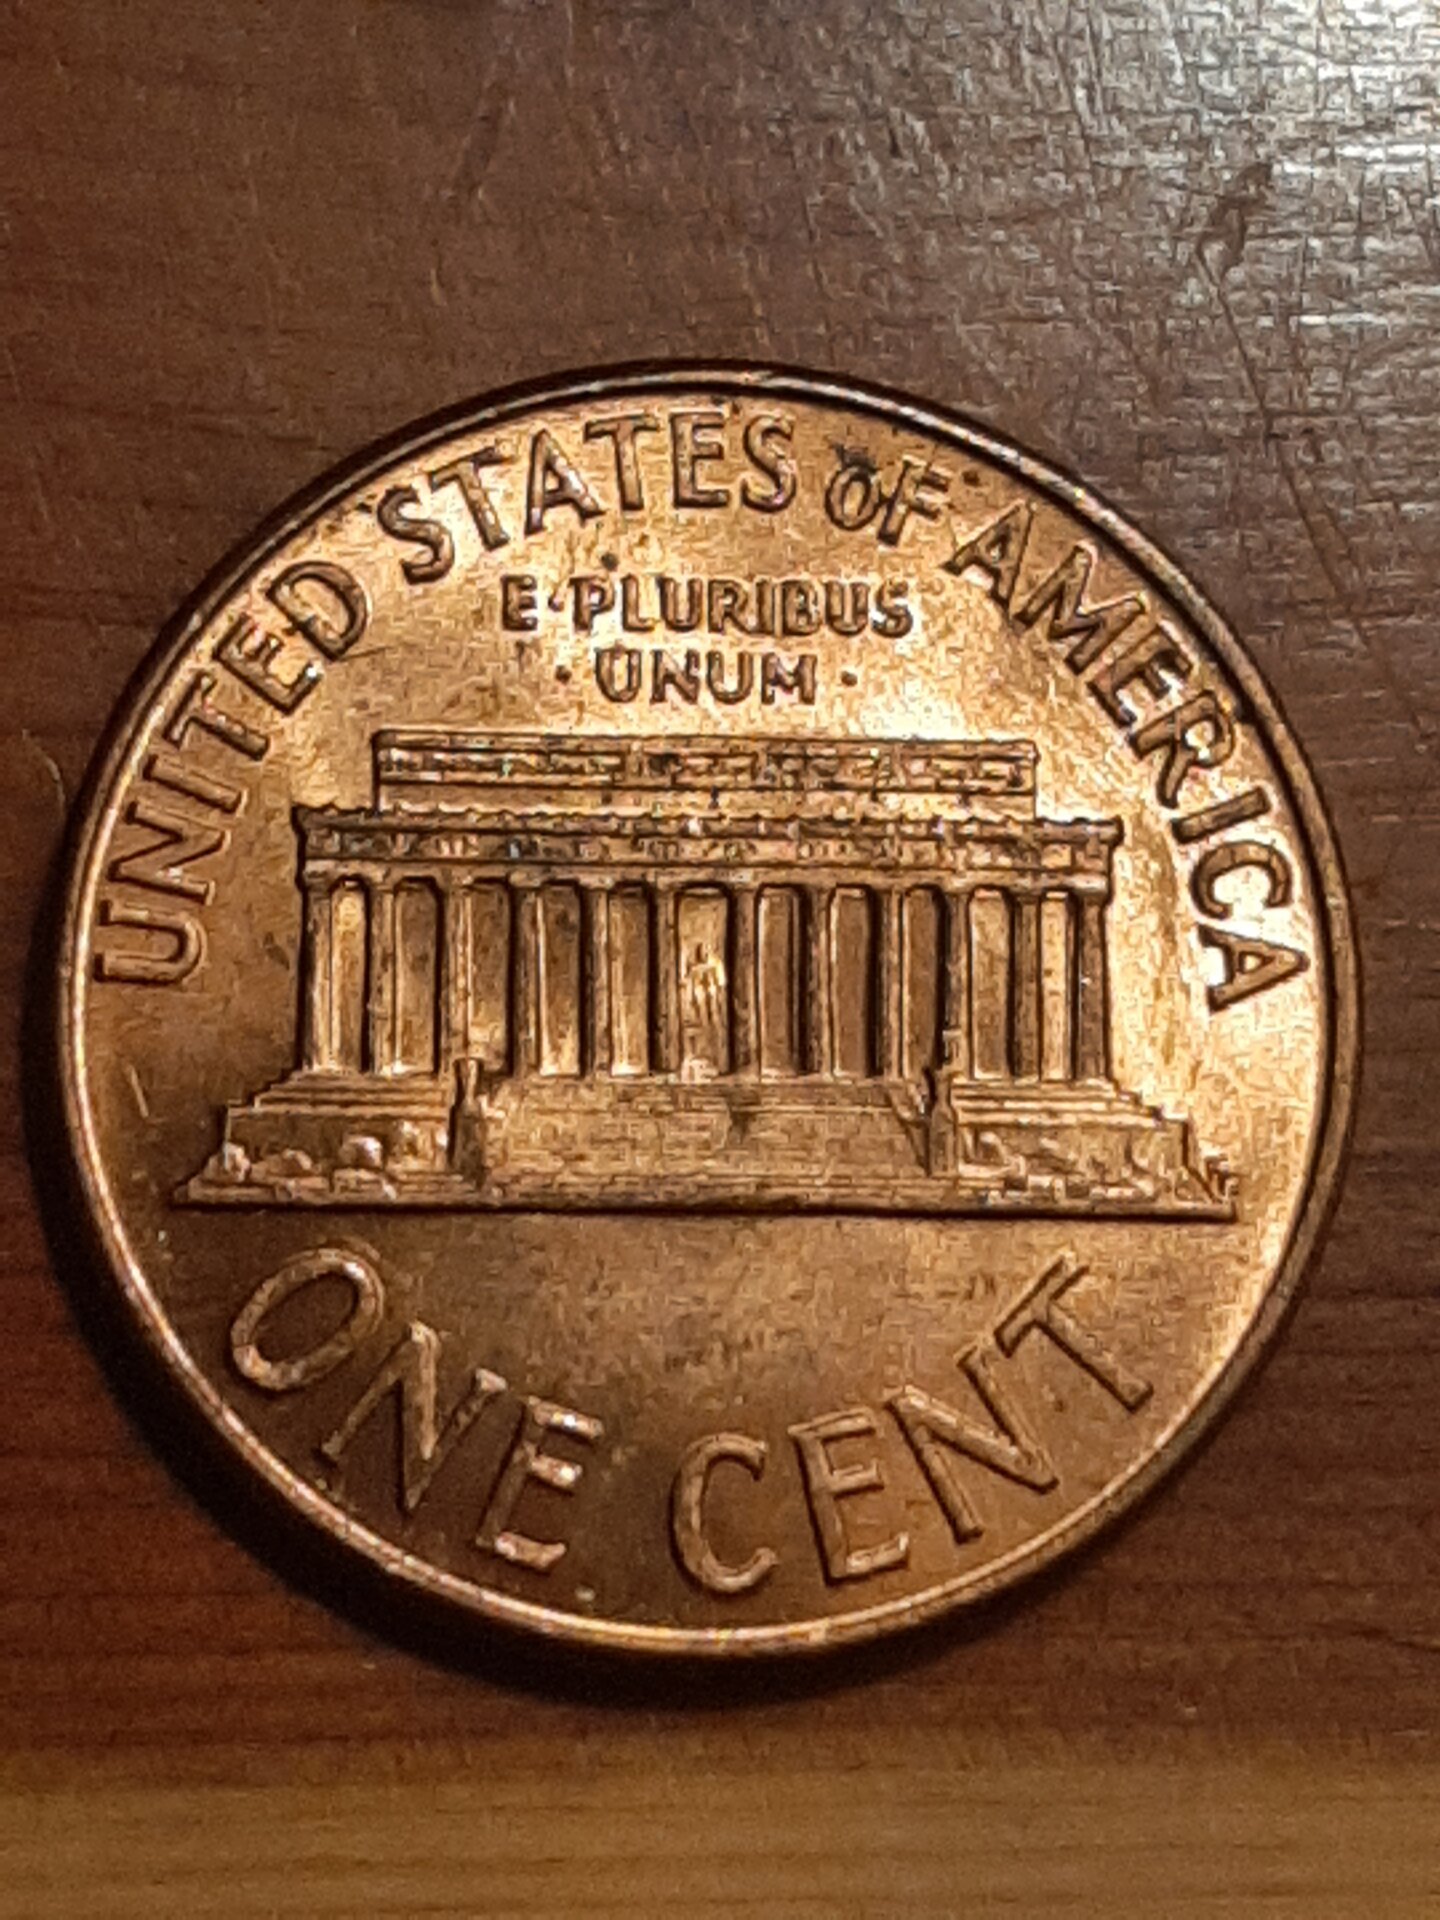 UNITED STATES OF AMERICA
E·PLURIBUS
· UNUM ·
ONE CENT